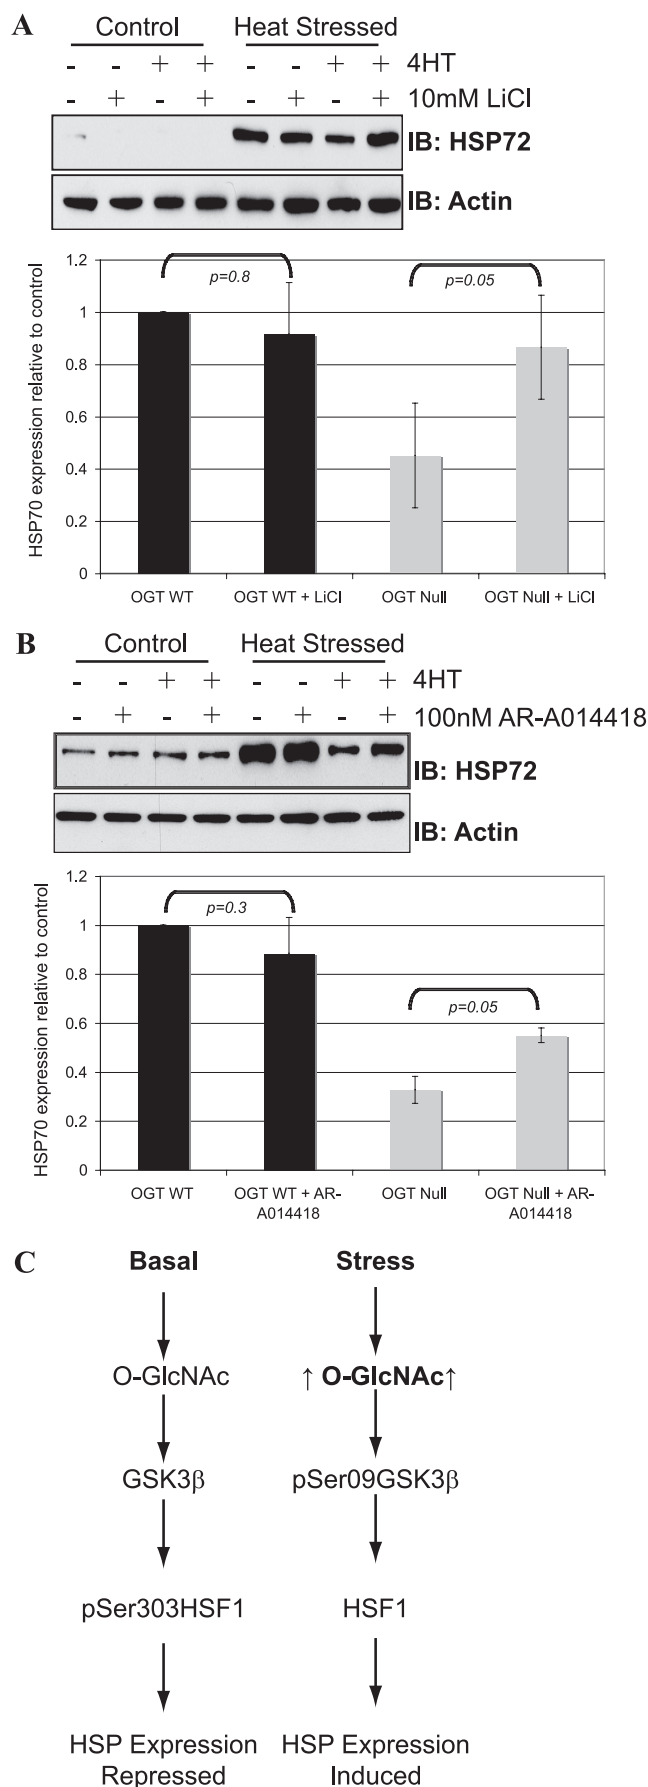 A
Control Heat Stressed
- - + + - - + + 4HT
- + - + - + - + 10mM LiCl
IB: HSP72
IB: Actin
HSP70 expression relative to control
1.2
1
0.8
0.6
0.4
0.2
0
p=0.8
p=0.05
OGT WT OGT WT + LiCl OGT Null OGT Null + LiCl
B
Control Heat Stressed
- - + + - - + + 4HT
- + - + - + - + 100nM AR-A014418
IB: HSP72
IB: Actin
HSP70 expression relative to control
1.2
1
0.8
0.6
0.4
0.2
0
p=0.3
p=0.05
OGT WT OGT WT + AR- OGT Null OGT Null + AR-
A014418 A014418
C
Basal Stress
O-GlcNAc ↑ O-GlcNAc↑
GSK3β pSer09GSK3β
pSer303HSF1 HSF1
HSP Expression HSP Expression
Repressed Induced